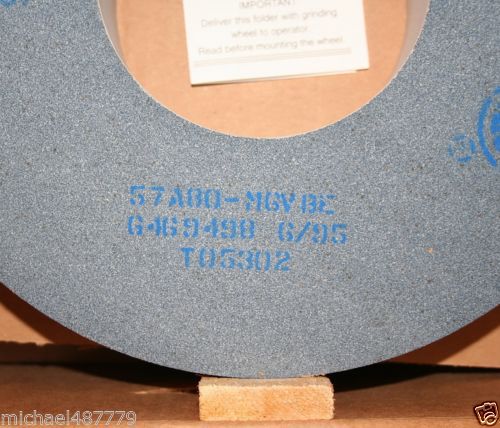 IMPORTANT
Deliver this folder with grinding
wheel to operator.
Read before mounting the wheel.
57A80-M6VBE
G469498 6/95
T05302
michael487779